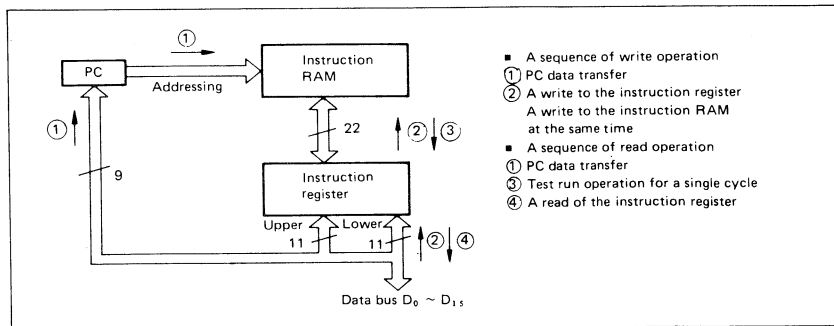 ①
PC
Addressing
Instruction
RAM
①
9
22
② ③
Instruction
register
Upper Lower
11 11
② ④
Data bus D₀ ~ D₁₅
■ A sequence of write operation
① PC data transfer
② A write to the instruction register
A write to the instruction RAM
at the same time
■ A sequence of read operation
① PC data transfer
③ Test run operation for a single cycle
④ A read of the instruction register